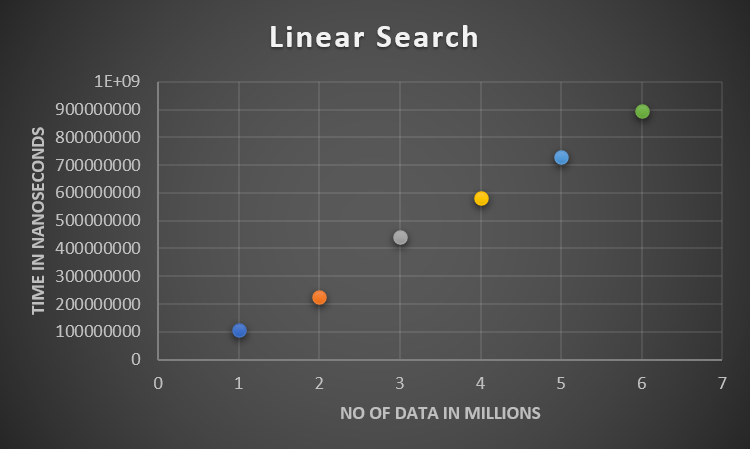 Linear Search
TIME IN NANOSECONDS
1E+09
900000000
800000000
700000000
600000000
500000000
400000000
300000000
200000000
100000000
0
0 1 2 3 4 5 6 7
NO OF DATA IN MILLIONS